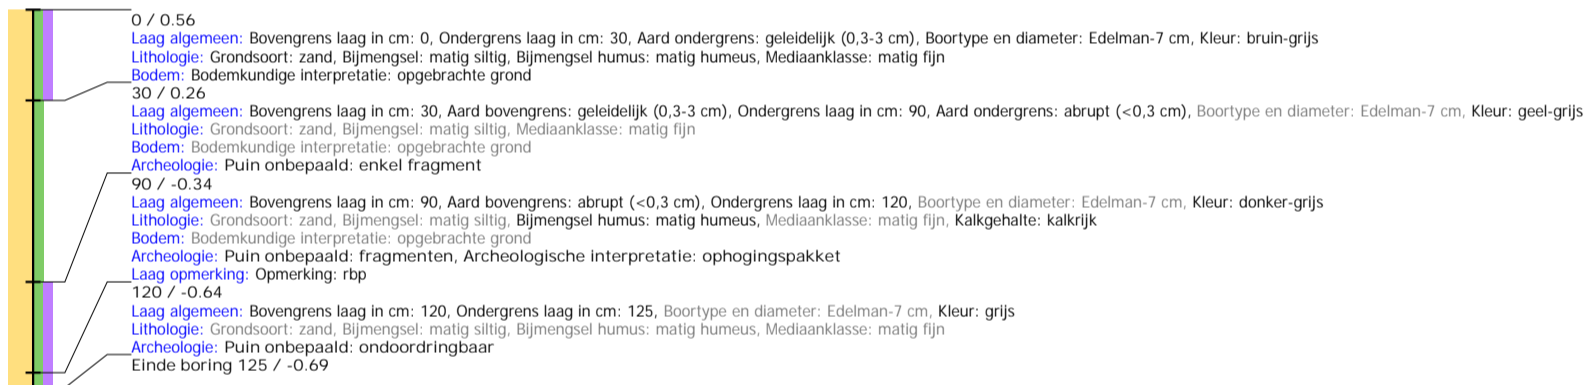 0 / 0.56
Laag algemeen: Bovengrens laag in cm: 0, Ondergrens laag in cm: 30, Aard ondergrens: geleidelijk (0,3-3 cm), Boortype en diameter: Edelman-7 cm, Kleur: bruin-grijs
Lithologie: Grondsoort: zand, Bijmengsel: matig siltig, Bijmengsel humus: matig humeus, Mediaanklasse: matig fijn
Bodem: Bodemkundige interpretatie: opgebrachte grond
30 / 0.26
Laag algemeen: Bovengrens laag in cm: 30, Aard bovengrens: geleidelijk (0,3-3 cm), Ondergrens laag in cm: 90, Aard ondergrens: abrupt (<0,3 cm), Boortype en diameter: Edelman-7 cm, Kleur: geel-grijs
Lithologie: Grondsoort: zand, Bijmengsel: matig siltig, Mediaanklasse: matig fijn
Bodem: Bodemkundige interpretatie: opgebrachte grond
Archeologie: Puin onbepaald: enkel fragment
90 / -0.34
Laag algemeen: Bovengrens laag in cm: 90, Aard bovengrens: abrupt (<0,3 cm), Ondergrens laag in cm: 120, Boortype en diameter: Edelman-7 cm, Kleur: donker-grijs
Lithologie: Grondsoort: zand, Bijmengsel: matig siltig, Bijmengsel humus: matig humeus, Mediaanklasse: matig fijn, Kalkgehalte: kalkrijk
Bodem: Bodemkundige interpretatie: opgebrachte grond
Archeologie: Puin onbepaald: fragmenten, Archeologische interpretatie: ophogingspakket
Laag opmerking: Opmerking: rbp
120 / -0.64
Laag algemeen: Bovengrens laag in cm: 120, Ondergrens laag in cm: 125, Boortype en diameter: Edelman-7 cm, Kleur: grijs
Lithologie: Grondsoort: zand, Bijmengsel: matig siltig, Bijmengsel humus: matig humeus, Mediaanklasse: matig fijn
Archeologie: Puin onbepaald: ondoordringbaar
Einde boring 125 / -0.69